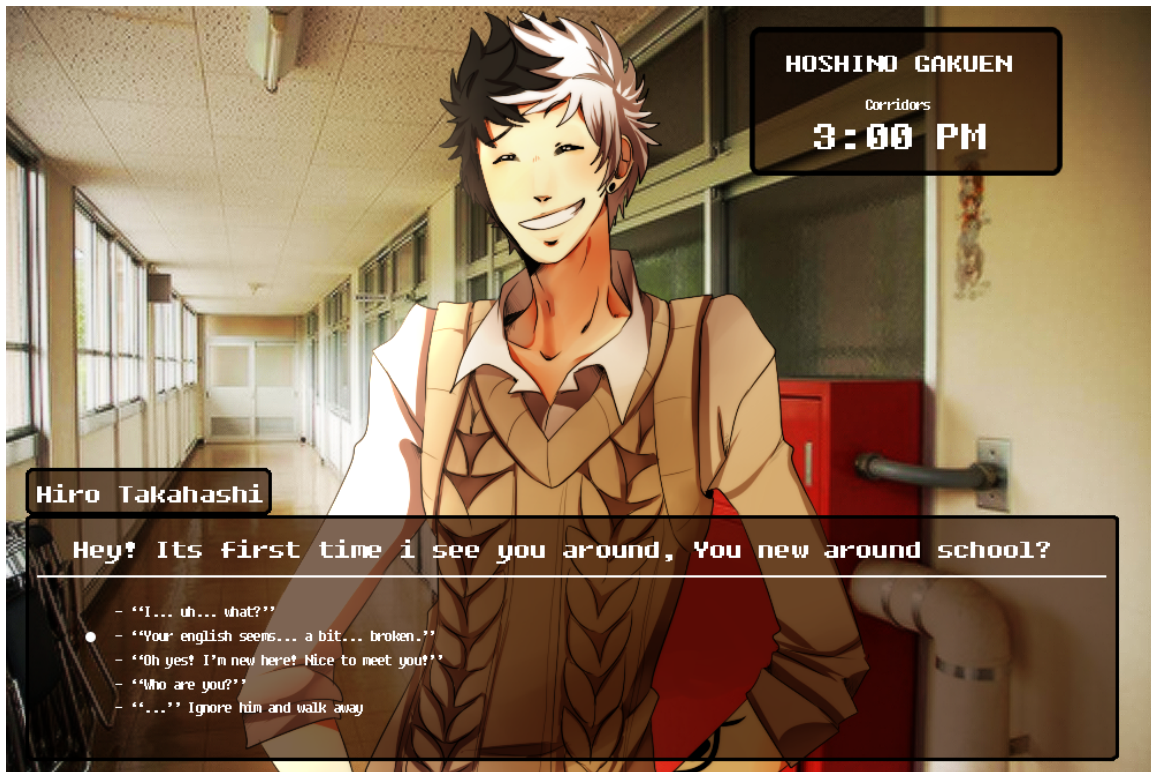 HOSHINO GAKUEN
Corridors
3:00 PM
Hiro Takahashi
Hey! Its first time i see you around, You new around school?
- “I... uh... what?”
- “Your english seems... a bit... broken.”
- “Oh yes! I'm new here! Nice to meet you!”
- “Who are you?”
- “...” Ignore him and walk away